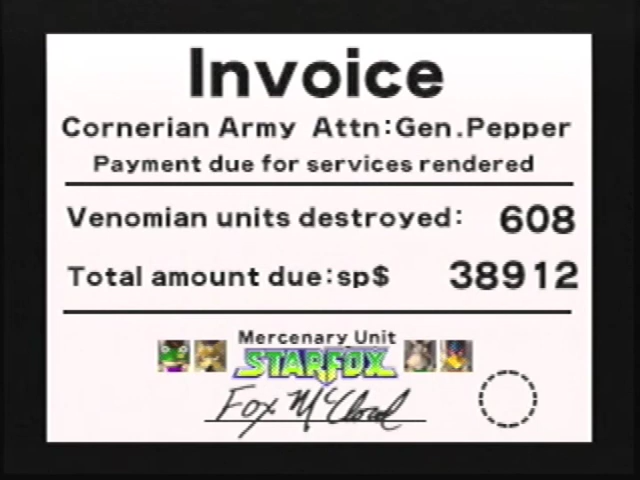 Invoice
Cornerian Army Attn:Gen.Pepper
Payment due for services rendered
Venomian units destroyed: 608
Total amount due:sp$ 38912
Mercenary Unit
STARFOX
Fox McCloud